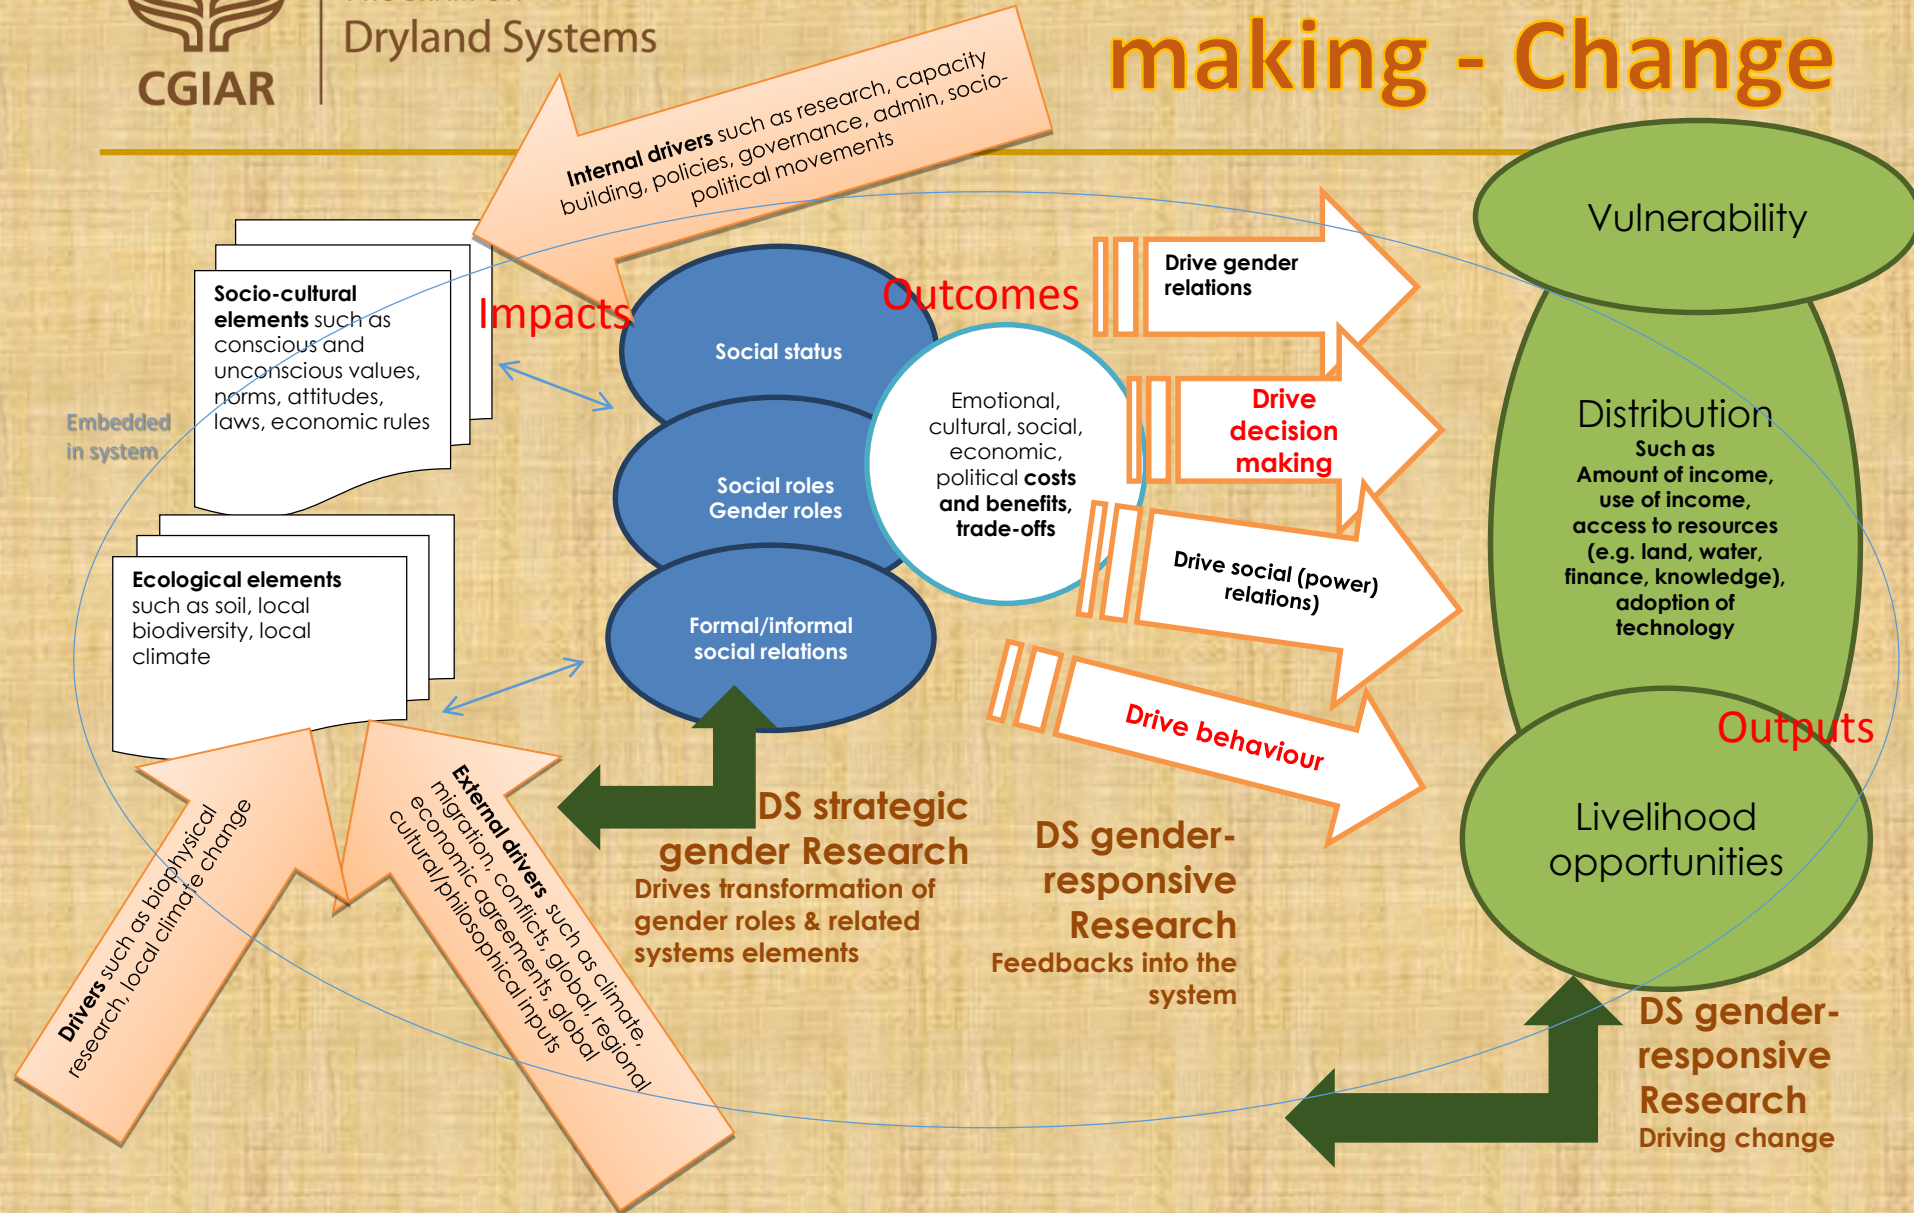 Dryland Systems
CGIAR
making - Change
Internal drivers such as research, capacity
building, policies, governance, admin, socio-
political movements
Socio-cultural
elements such as
conscious and
unconscious values,
norms, attitudes,
laws, economic rules
Impacts
Embedded
in system
Ecological elements
such as soil, local
biodiversity, local
climate
Social status
Social roles
Gender roles
Formal/informal
social relations
Outcomes
Emotional,
cultural, social,
economic,
political costs
and benefits,
trade-offs
Drive gender
relations
Drive
decision
making
Drive social (power)
relations)
Drive behaviour
Vulnerability
Distribution
Such as
Amount of income,
use of income,
access to resources
(e.g. land, water,
finance, knowledge),
adoption of
technology
Outputs
Livelihood
opportunities
Drivers such as biophysical
research, local climate change
External drivers such as climate,
migration, conflicts, global, regional
economic agreements, global
cultural/philosophical inputs
DS strategic
gender Research
Drives transformation of
gender roles & related
systems elements
DS gender-
responsive
Research
Feedbacks into the
system
DS gender-
responsive
Research
Driving change